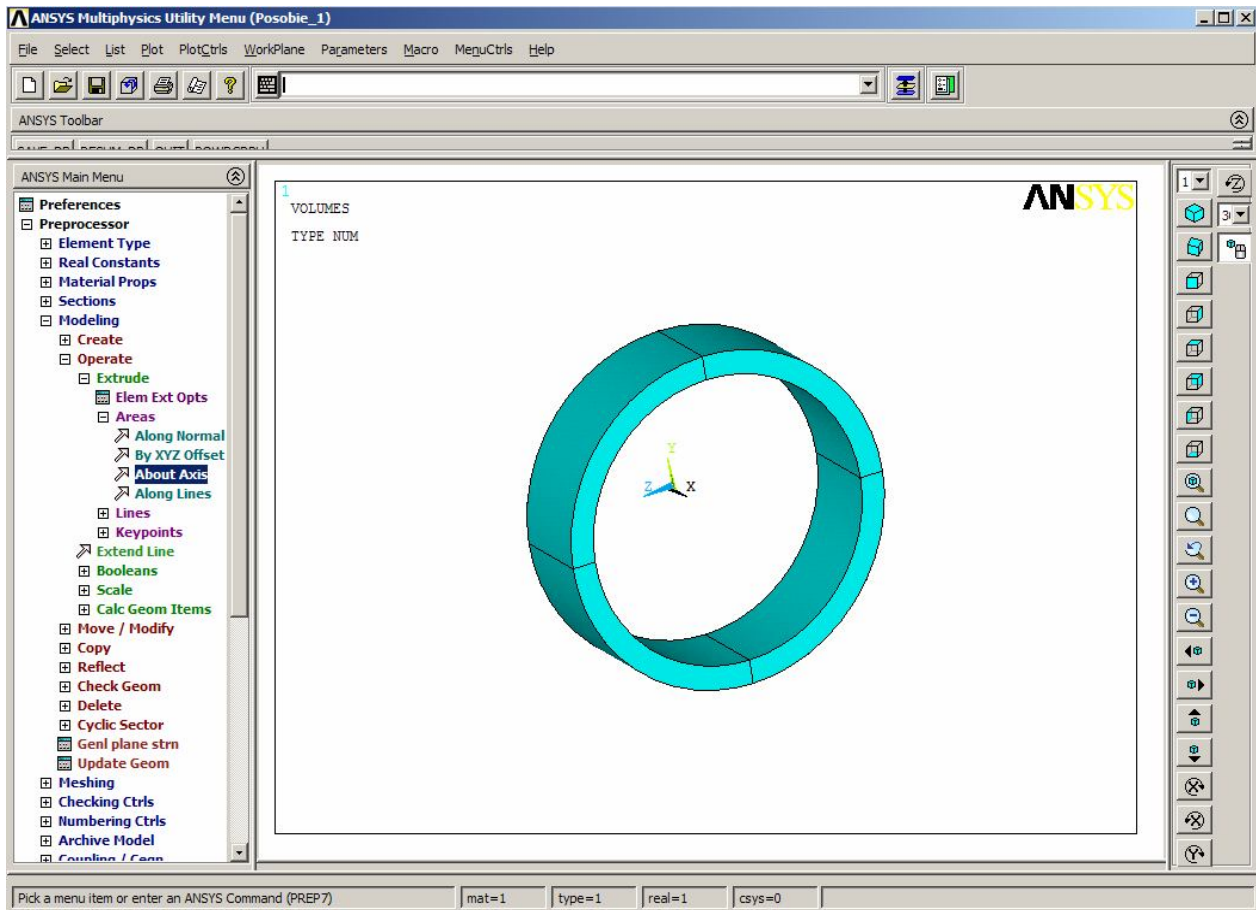 ANSYS Multiphysics Utility Menu (Posobie_1)
File Select List Plot PlotCtrls WorkPlane Parameters Macro MenuCtrls Help
ANSYS Toolbar
ANSYS Main Menu
Preferences
Preprocessor
Element Type
Real Constants
Material Props
Sections
Modeling
Create
Operate
Extrude
Elem Ext Opts
Areas
Along Normal
By XYZ Offset
About Axis
Along Lines
Lines
Keypoints
Extend Line
Booleans
Scale
Calc Geom Items
Move / Modify
Copy
Reflect
Check Geom
Delete
Cyclic Sector
Genl plane strn
Update Geom
Meshing
Checking Ctrls
Numbering Ctrls
Archive Model
1
VOLUMES
TYPE NUM
ANSYS
Y
Z X
1
Pick a menu item or enter an ANSYS Command (PREP7) mat=1 type=1 real=1 csys=0